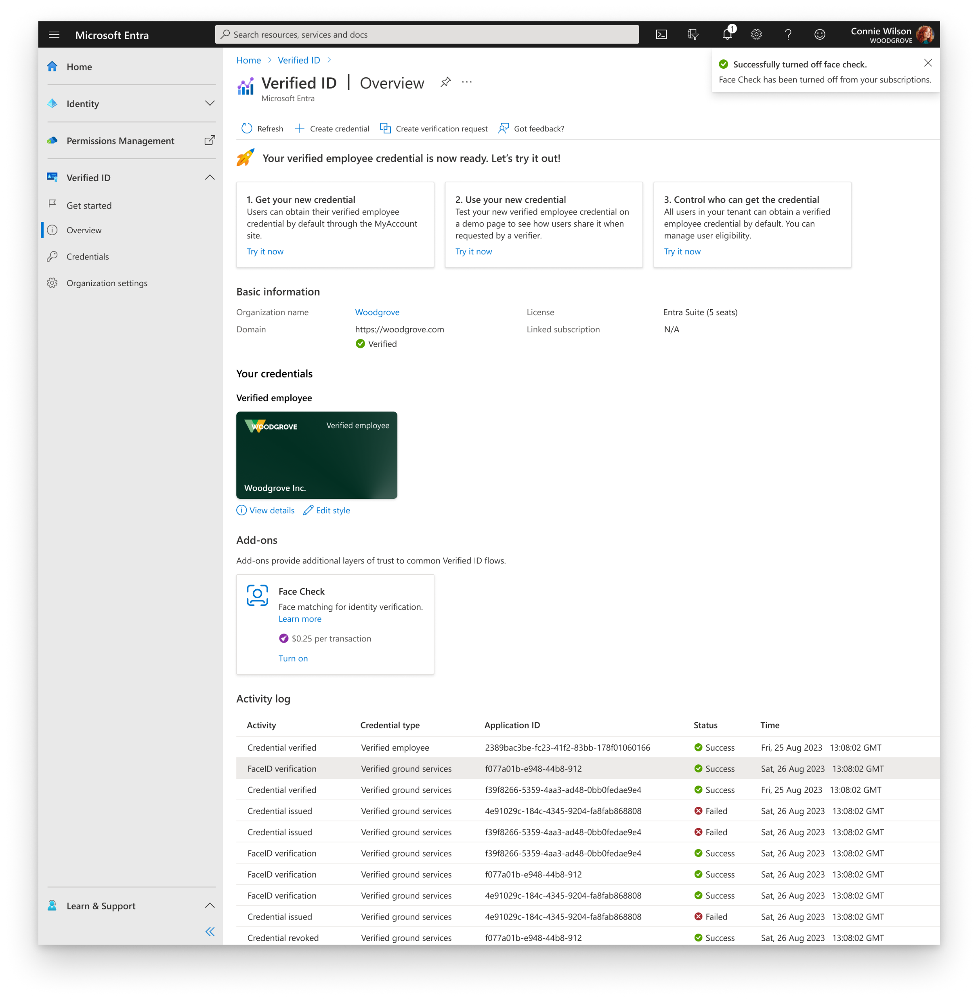 Microsoft Entra
Search resources, services and docs
1
Connie Wilson
WOODGROVE
Home
Identity
Permissions Management
Verified ID
Get started
Overview
Credentials
Organization settings
Learn & Support
Home > Verified ID >
Verified ID | Overview
Microsoft Entra
Successfully turned off face check.
Face Check has been turned off from your subscriptions.
Refresh
Create credential
Create verification request
Got feedback?
Your verified employee credential is now ready. Let’s try it out!
1. Get your new credential
Users can obtain their verified employee
credential by default through the MyAccount
site.
Try it now
2. Use your new credential
Test your new verified employee credential on
a demo page to see how users share it when
requested by a verifier.
Try it now
3. Control who can get the credential
All users in your tenant can obtain a verified
employee credential by default. You can
manage user eligibility.
Try it now
Basic information
Organization name Woodgrove License Entra Suite (5 seats)
Domain https://woodgrove.com Linked subscription N/A
Verified
Your credentials
Verified employee
WOODGROVE Verified employee
Woodgrove Inc.
View details Edit style
Add-ons
Add-ons provide additional layers of trust to common Verified ID flows.
Face Check
Face matching for identity verification.
Learn more
$0.25 per transaction
Turn on
Activity log
Activity Credential type Application ID Status Time
Credential verified Verified employee 2389bac3be-fc23-41f2-83bb-178f01060166 Success Fri, 25 Aug 2023 13:08:02 GMT
FaceID verification Verified ground services f077a01b-e948-44b8-912 Success Sat, 26 Aug 2023 13:08:02 GMT
Credential verified Verified ground services f39f8266-5359-4aa3-ad48-0bb0fedae9e4 Success Fri, 25 Aug 2023 13:08:02 GMT
Credential issued Verified ground services 4e91029c-184c-4345-9204-fa8fab868808 Failed Sat, 26 Aug 2023 13:08:02 GMT
Credential issued Verified ground services f39f8266-5359-4aa3-ad48-0bb0fedae9e4 Failed Sat, 26 Aug 2023 13:08:02 GMT
FaceID verification Verified ground services f39f8266-5359-4aa3-ad48-0bb0fedae9e4 Success Sat, 26 Aug 2023 13:08:02 GMT
FaceID verification Verified ground services f077a01b-e948-44b8-912 Success Sat, 26 Aug 2023 13:08:02 GMT
FaceID verification Verified ground services 4e91029c-184c-4345-9204-fa8fab868808 Success Sat, 26 Aug 2023 13:08:02 GMT
Credential issued Verified ground services 4e91029c-184c-4345-9204-fa8fab868808 Failed Sat, 26 Aug 2023 13:08:02 GMT
Credential revoked Verified ground services f077a01b-e948-44b8-912 Success Sat, 26 Aug 2023 13:08:02 GMT